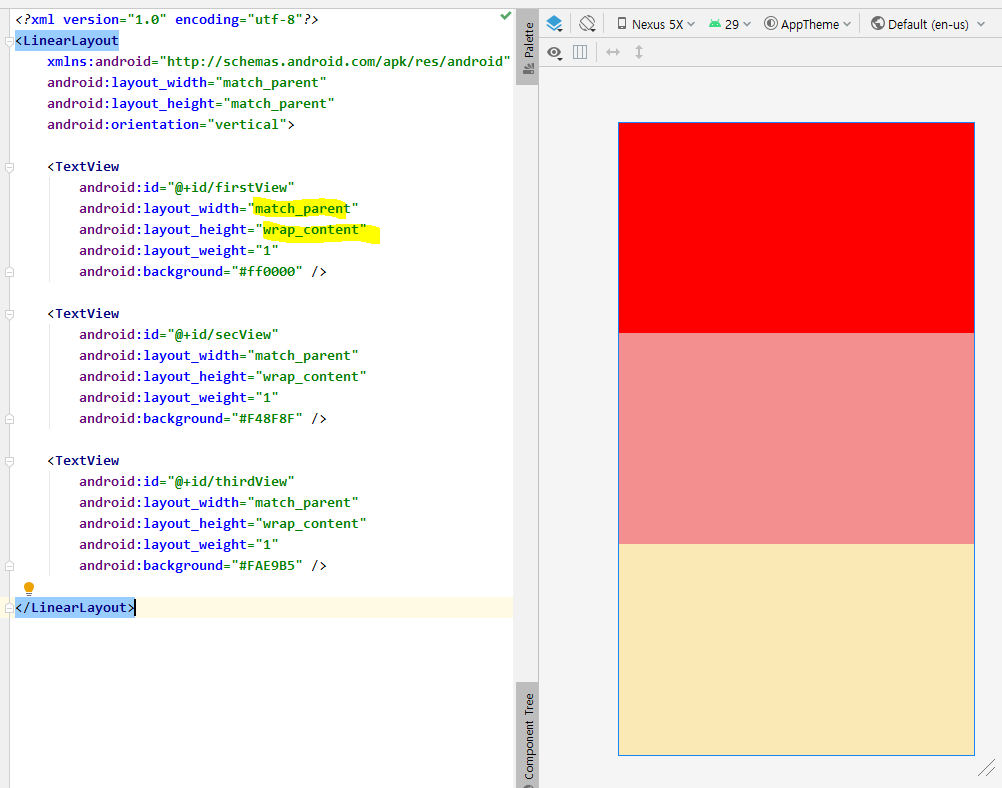 <?xml version="1.0" encoding="utf-8"?>
<LinearLayout
    xmlns:android="http://schemas.android.com/apk/res/android"
    android:layout_width="match_parent"
    android:layout_height="match_parent"
    android:orientation="vertical">

    <TextView
        android:id="@+id/firstView"
        android:layout_width="match_parent"
        android:layout_height="wrap_content"
        android:layout_weight="1"
        android:background="#ff0000" />

    <TextView
        android:id="@+id/secView"
        android:layout_width="match_parent"
        android:layout_height="wrap_content"
        android:layout_weight="1"
        android:background="#F48F8F" />

    <TextView
        android:id="@+id/thirdView"
        android:layout_width="match_parent"
        android:layout_height="wrap_content"
        android:layout_weight="1"
        android:background="#FAE9B5" />

</LinearLayout>
Palette
Component Tree
Nexus 5X 29 AppTheme Default (en-us)